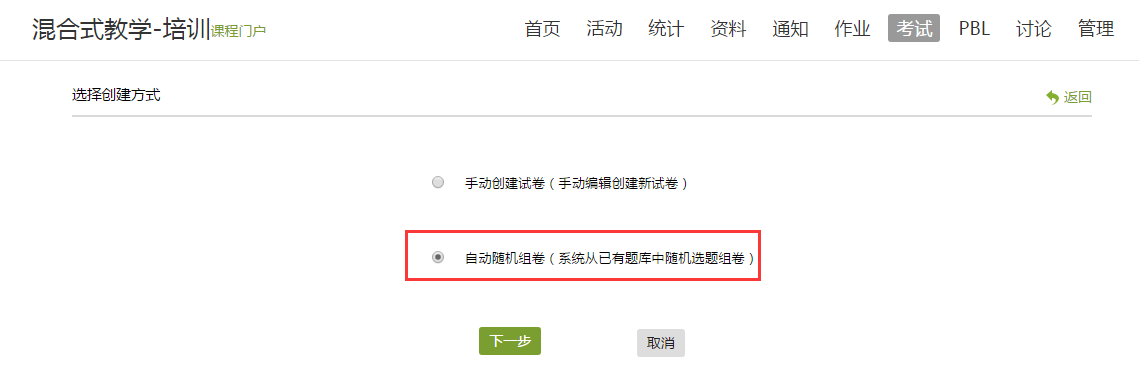 混合式教学-培训课程门户 首页 活动 统计 资料 通知 作业 考试 PBL 讨论 管理
选择创建方式 返回
手动创建试卷（手动编辑创建新试卷）
自动随机组卷（系统从已有题库中随机选题组卷）
下一步 取消